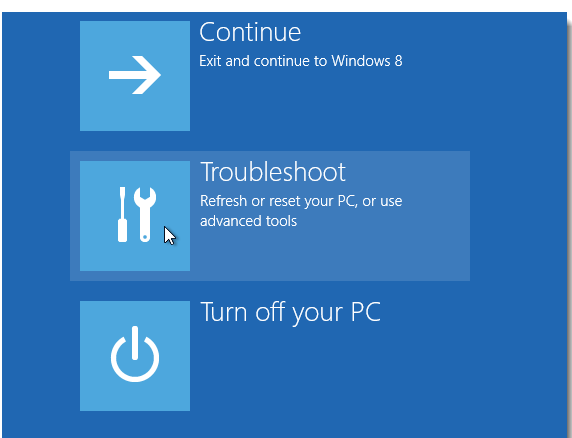 Continue
Exit and continue to Windows 8
Troubleshoot
Refresh or reset your PC, or use
advanced tools
Turn off your PC